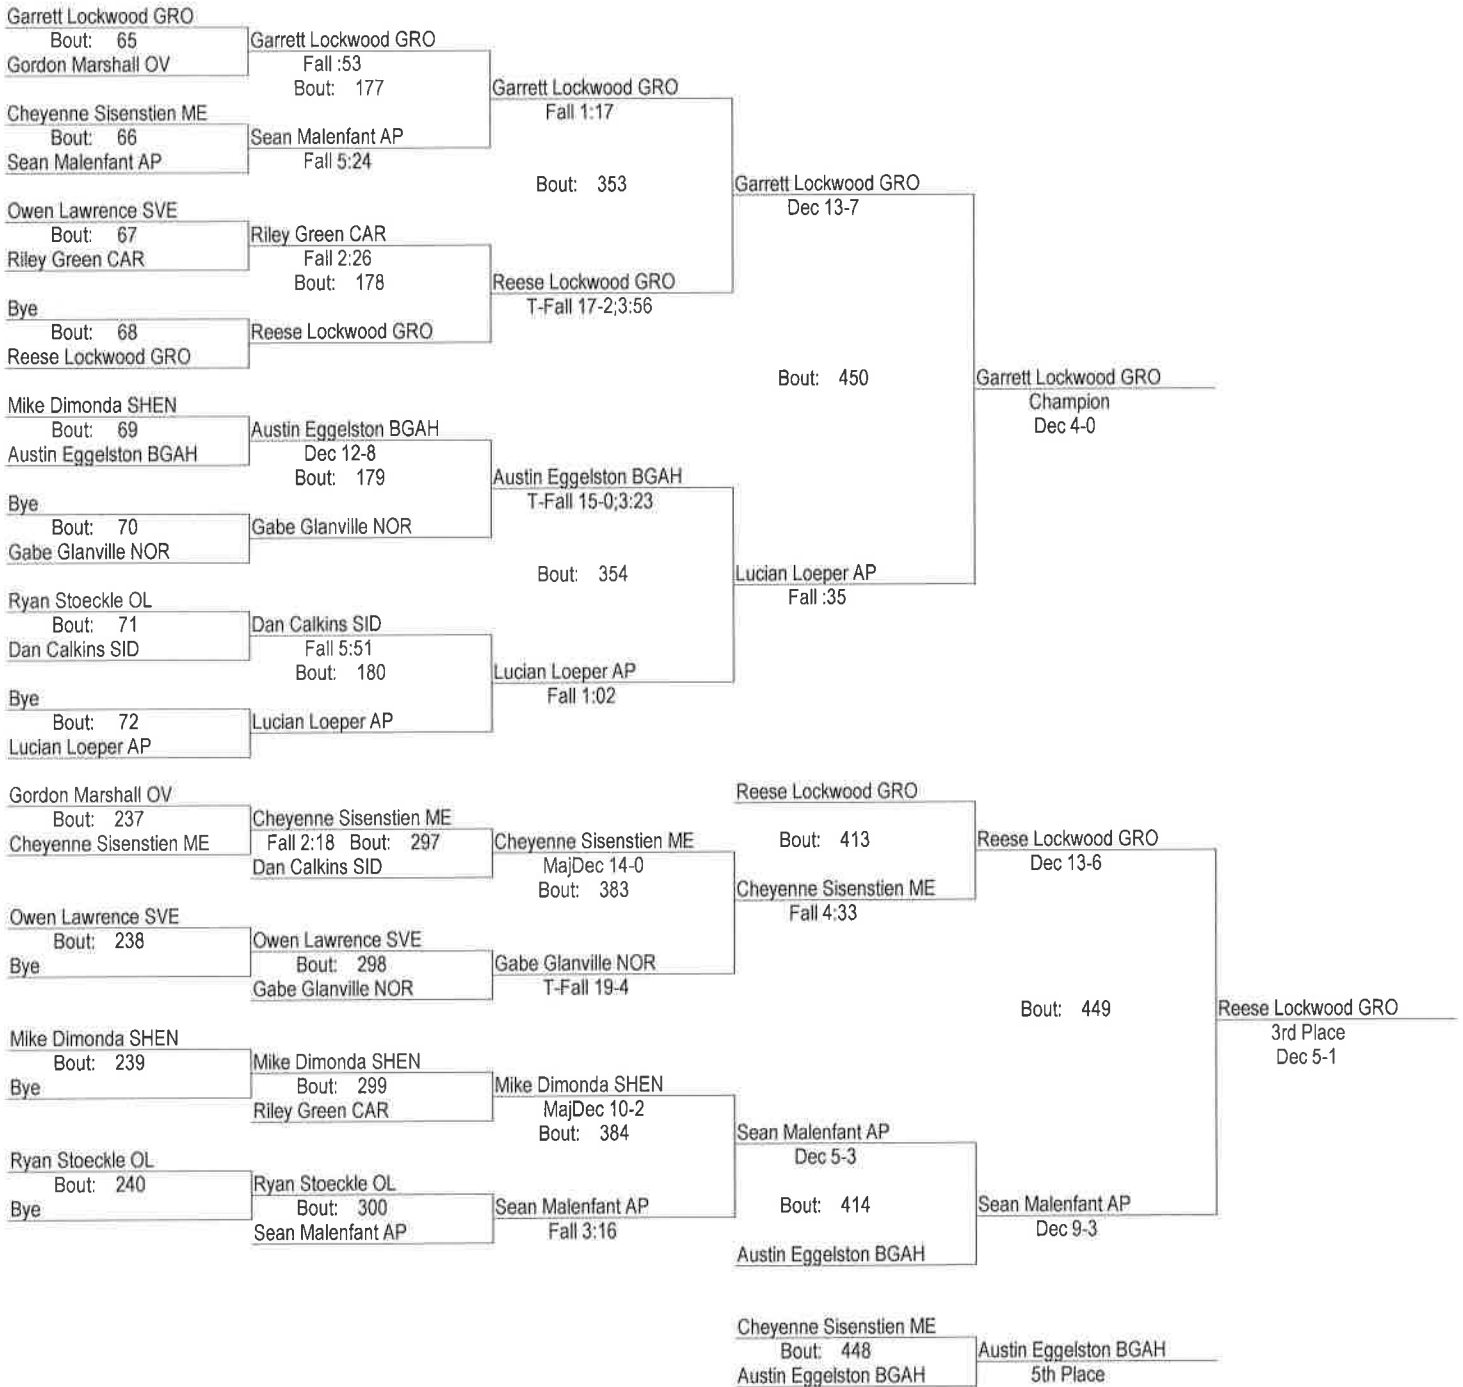 Garrett Lockwood GRO
Bout: 65
Gordon Marshall OV
Garrett Lockwood GRO
Fall :53
Bout: 177
Cheyenne Sisenstien ME
Bout: 66
Sean Malenfant AP
Sean Malenfant AP
Fall 5:24
Garrett Lockwood GRO
Fall 1:17
Bout: 353
Owen Lawrence SVE
Bout: 67
Riley Green CAR
Riley Green CAR
Fall 2:26
Bout: 178
Bye
Bout: 68
Reese Lockwood GRO
Reese Lockwood GRO
Reese Lockwood GRO
T-Fall 17-2;3:56
Garrett Lockwood GRO
Dec 13-7
Bout: 450
Garrett Lockwood GRO
Champion
Dec 4-0
Mike Dimonda SHEN
Bout: 69
Austin Eggelston BGAH
Austin Eggelston BGAH
Dec 12-8
Bout: 179
Bye
Bout: 70
Gabe Glanville NOR
Gabe Glanville NOR
Austin Eggelston BGAH
T-Fall 15-0;3:23
Bout: 354
Ryan Stoeckle OL
Bout: 71
Dan Calkins SID
Dan Calkins SID
Fall 5:51
Bout: 180
Bye
Bout: 72
Lucian Loeper AP
Lucian Loeper AP
Lucian Loeper AP
Fall 1:02
Lucian Loeper AP
Fall :35
Gordon Marshall OV
Bout: 237
Cheyenne Sisenstien ME
Cheyenne Sisenstien ME
Fall 2:18 Bout: 297
Dan Calkins SID
Cheyenne Sisenstien ME
MajDec 14-0
Bout: 383
Owen Lawrence SVE
Bout: 238
Bye
Owen Lawrence SVE
Bout: 298
Gabe Glanville NOR
Gabe Glanville NOR
T-Fall 19-4
Reese Lockwood GRO
Bout: 413
Cheyenne Sisenstien ME
Fall 4:33
Reese Lockwood GRO
Dec 13-6
Bout: 449
Reese Lockwood GRO
3rd Place
Dec 5-1
Mike Dimonda SHEN
Bout: 239
Bye
Mike Dimonda SHEN
Bout: 299
Riley Green CAR
Mike Dimonda SHEN
MajDec 10-2
Bout: 384
Ryan Stoeckle OL
Bout: 240
Bye
Ryan Stoeckle OL
Bout: 300
Sean Malenfant AP
Sean Malenfant AP
Fall 3:16
Sean Malenfant AP
Dec 5-3
Bout: 414
Austin Eggelston BGAH
Sean Malenfant AP
Dec 9-3
Cheyenne Sisenstien ME
Bout: 448
Austin Eggelston BGAH
Austin Eggelston BGAH
5th Place